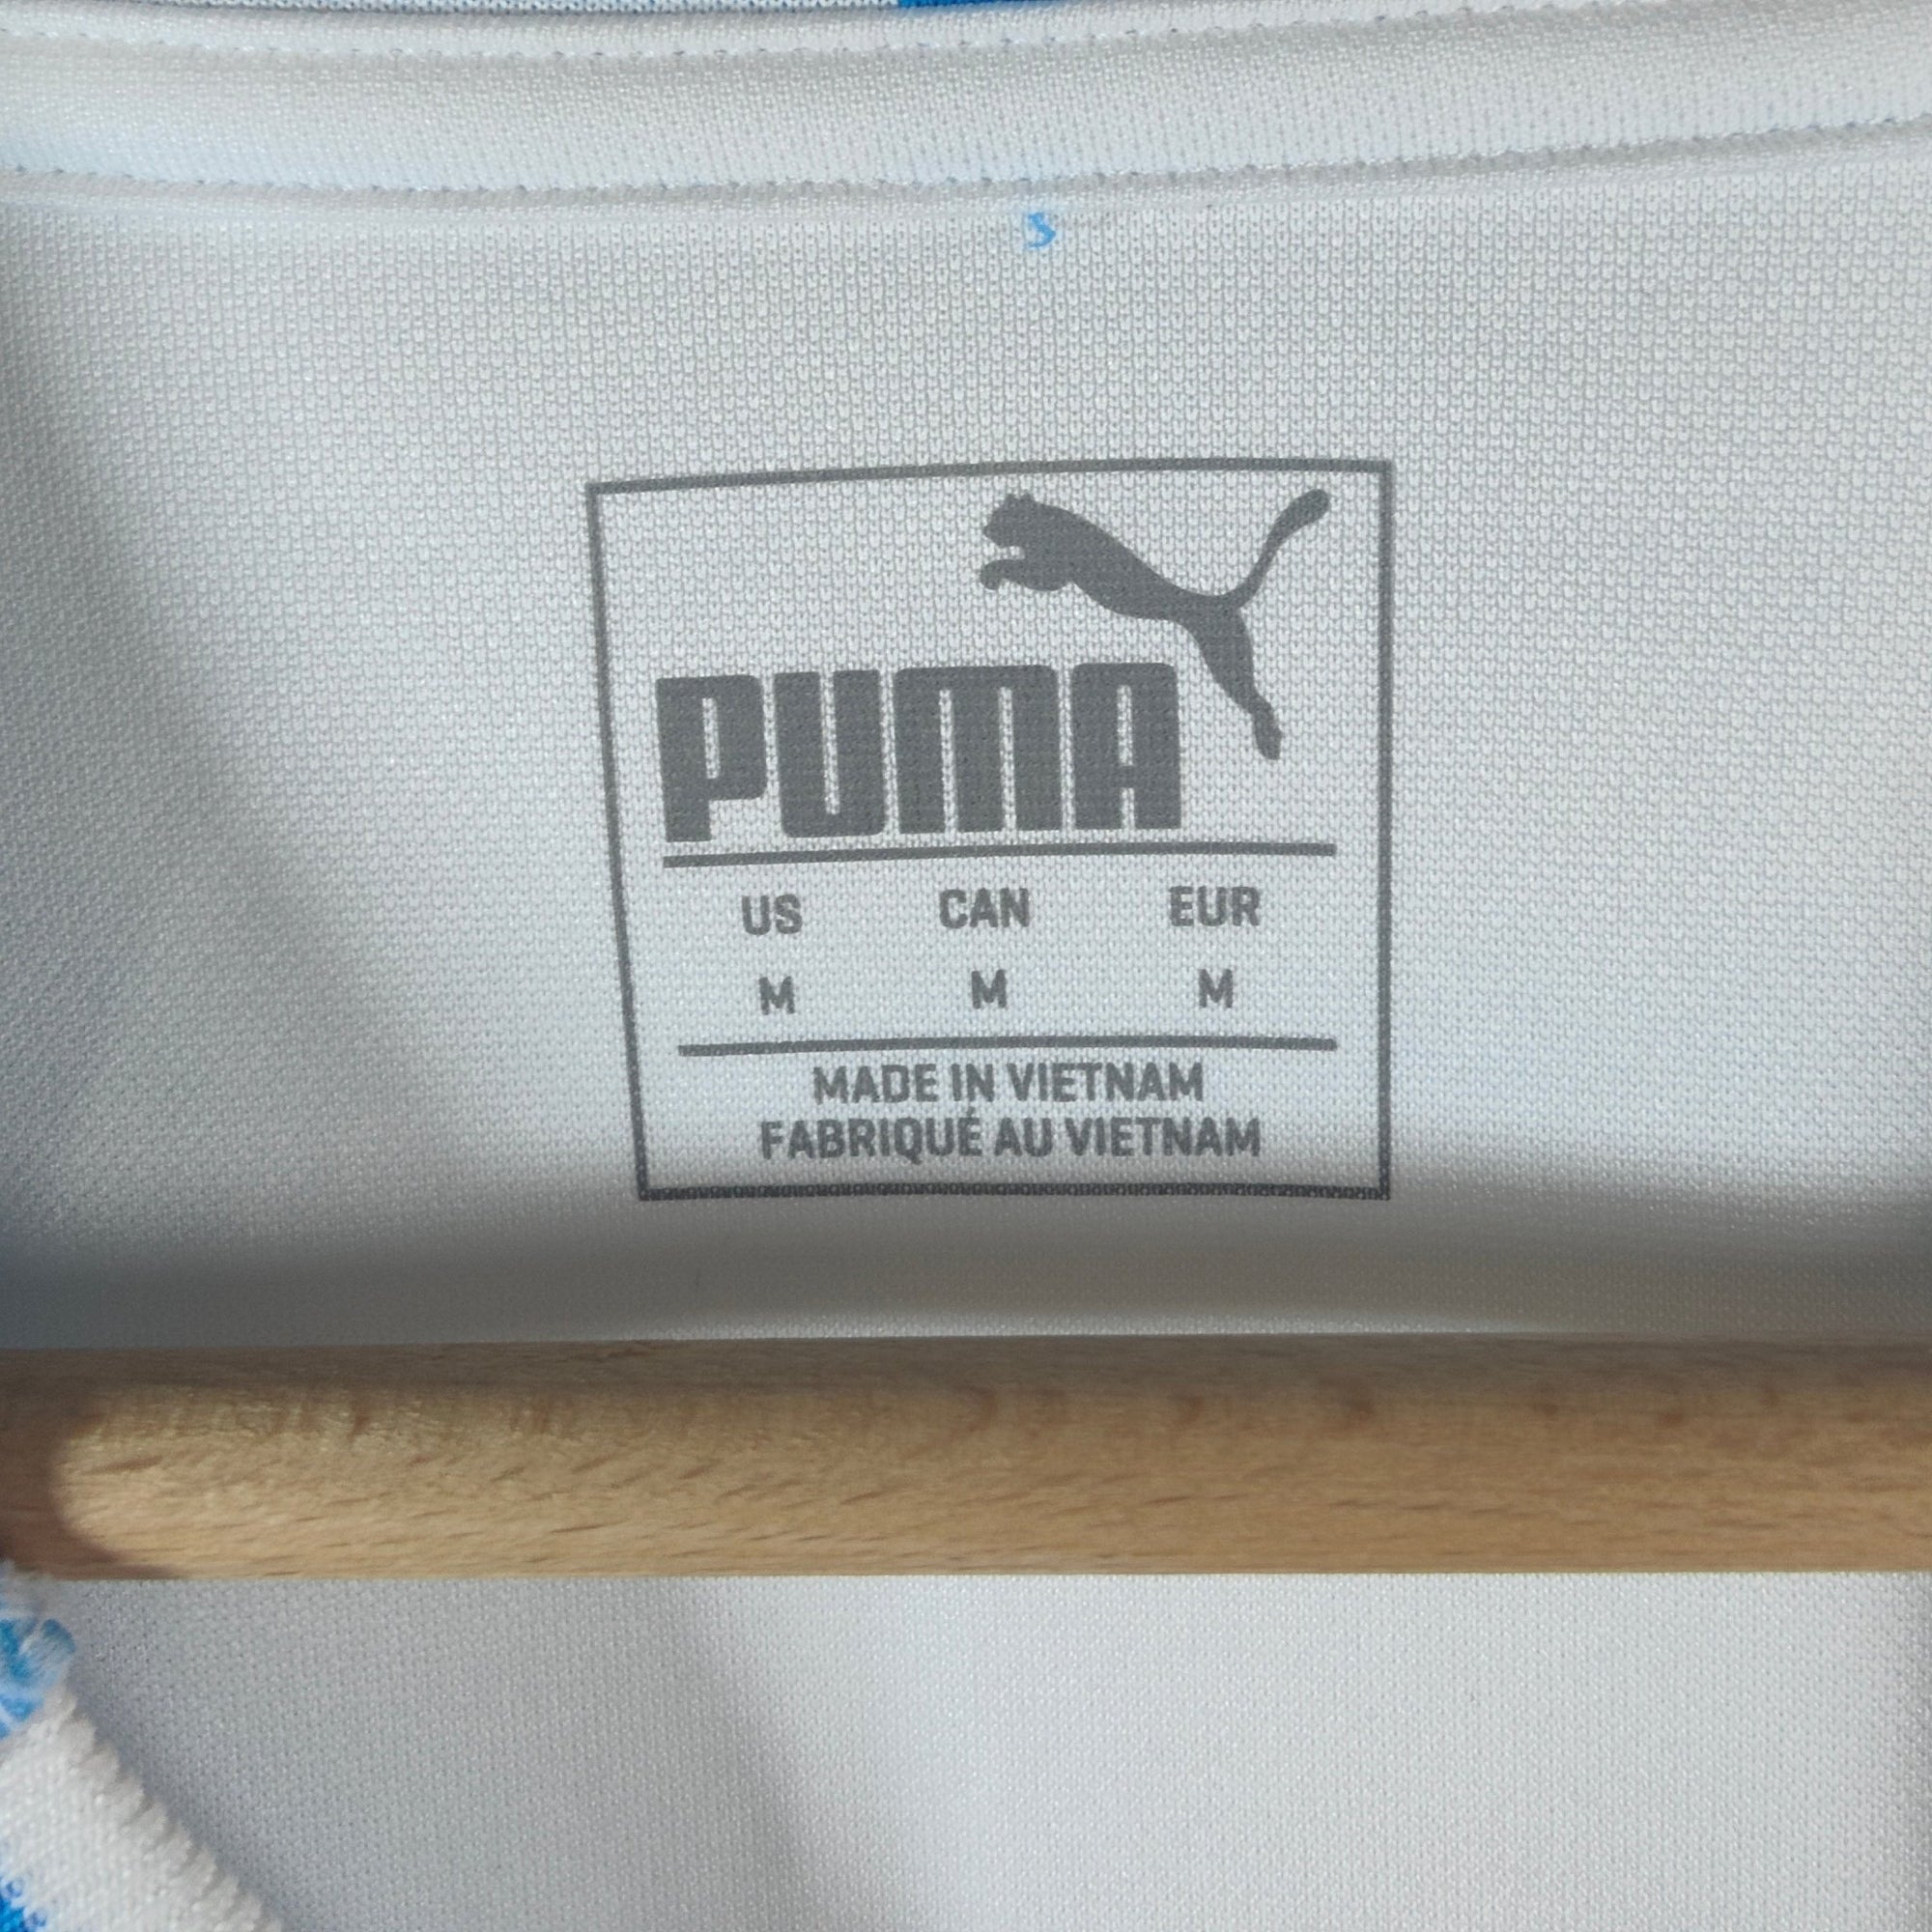 PUMA
US CAN EUR
M M M
MADE IN VIETNAM
FABRIQUÉ AU VIETNAM